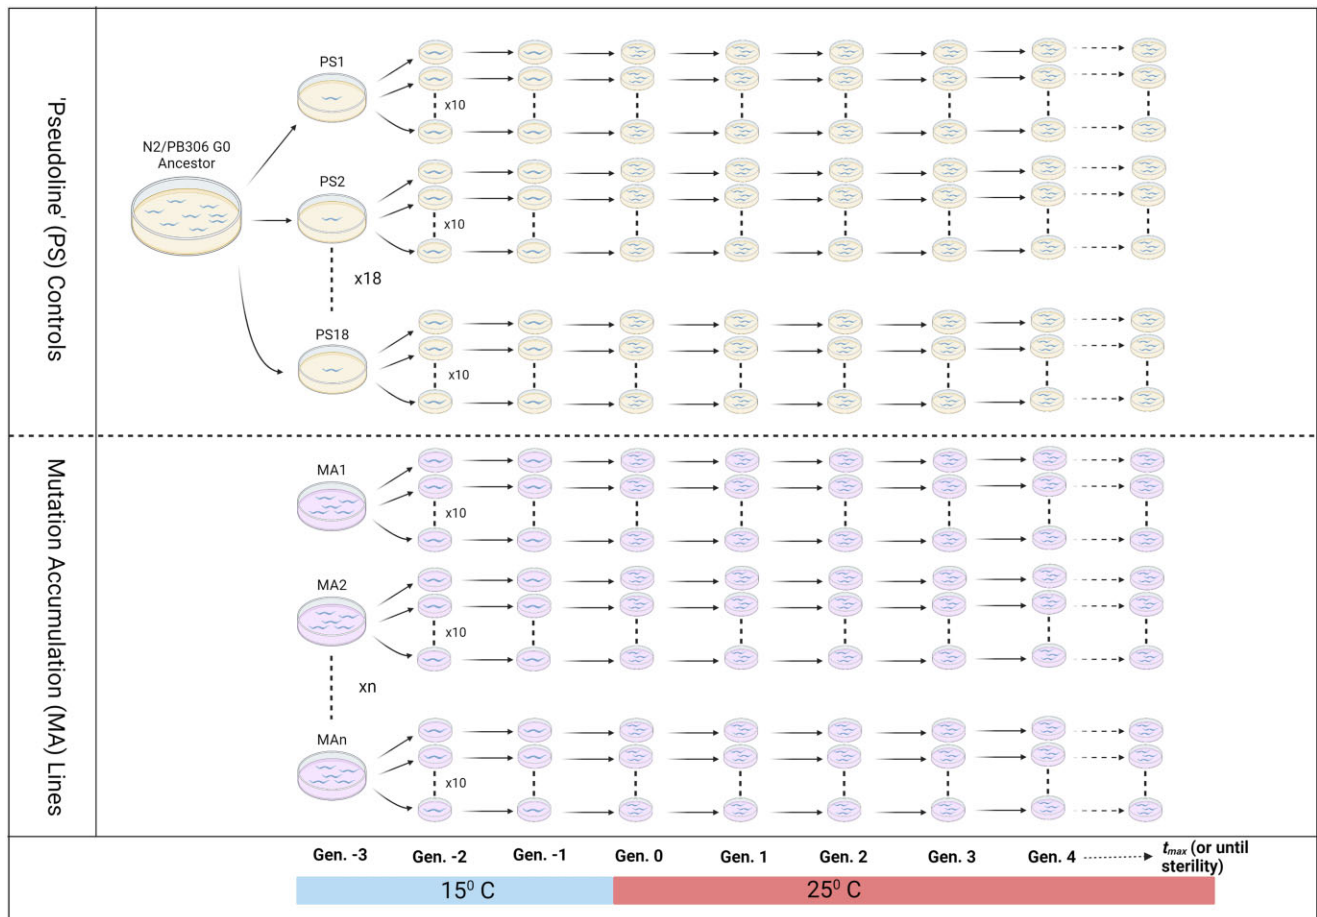 'Pseudoline' (PS) Controls
N2/PB306 G0
Ancestor
PS1
x10
PS2
x10
x18
PS18
x10
Mutation Accumulation (MA) Lines
MA1
x10
MA2
x10
xn
MAn
x10
Gen. -3
Gen. -2
Gen. -1
Gen. 0
Gen. 1
Gen. 2
Gen. 3
Gen. 4
tmax (or until
sterility)
15⁰ C
25⁰ C